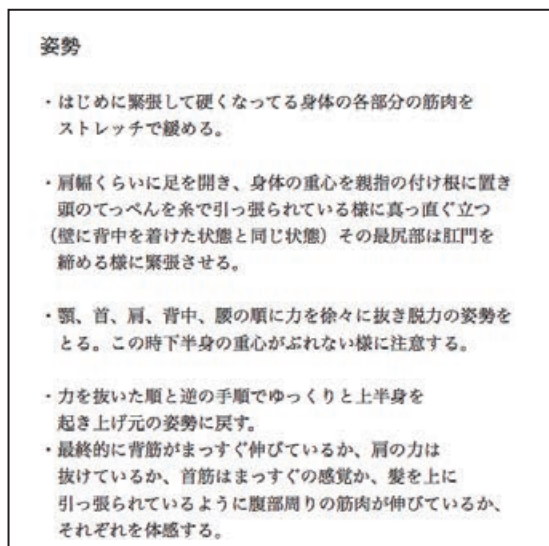 姿勢
・はじめに緊張して硬くなってる身体の各部分の筋肉を
ストレッチで緩める。
・肩幅くらいに足を開き、身体の重心を親指の付け根に置き
頭のてっぺんを糸で引っ張られている様に真っ直ぐ立つ
(壁に背中を着けた状態と同じ状態)その最尻部は肛門を
締める様に緊張させる。
・顎、首、肩、背中、腰の順に力を徐々に抜き脱力の姿勢を
とる。この時下半身の重心がぶれない様に注意する。
・力を抜いた順と逆の手順でゆっくりと上半身を
起き上げ元の姿勢に戻す。
・最終的に背筋がまっすぐ伸びているか、肩の力は
抜けているか、首筋はまっすぐの感覚か、髪を上に
引っ張られているように腹部周りの筋肉が伸びているか、
それぞれを体感する。